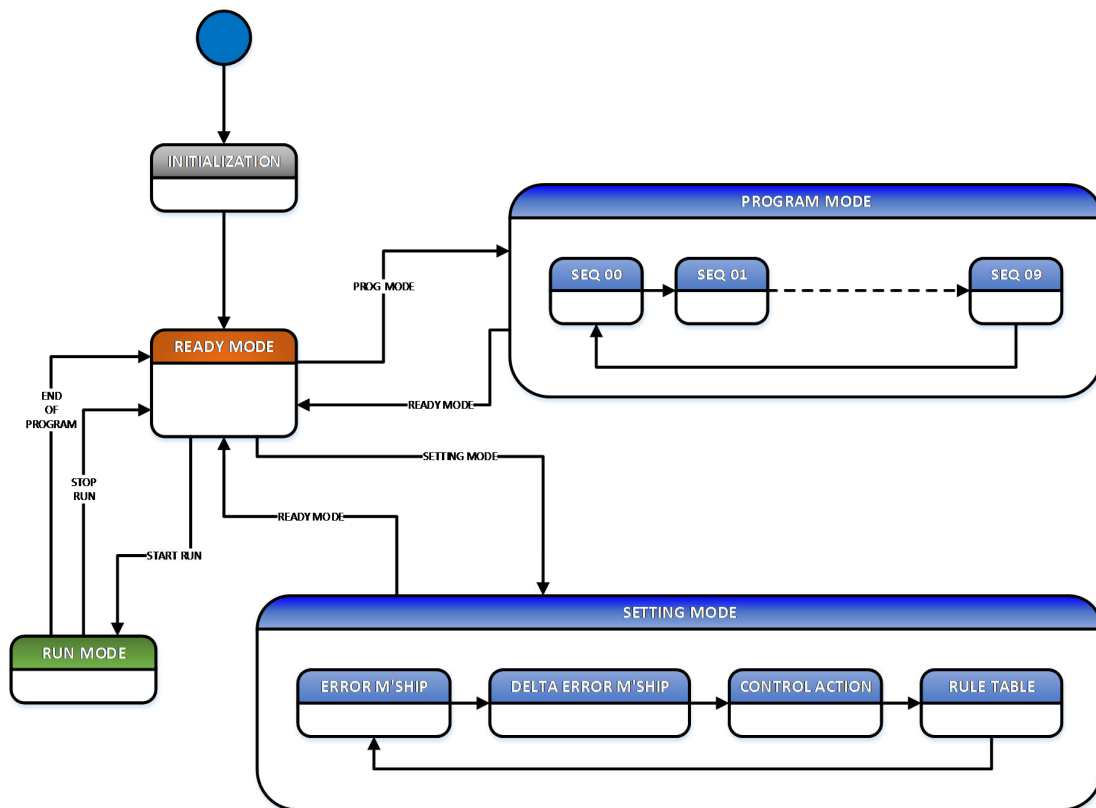 INITIALIZATION
PROGRAM MODE
SEQ 00
SEQ 01
SEQ 09
PROG MODE
READY MODE
END
OF
PROGRAM
READY MODE
SETTING MODE
STOP
RUN
READY MODE
START RUN
SETTING MODE
RUN MODE
ERROR M'SHIP
DELTA ERROR M'SHIP
CONTROL ACTION
RULE TABLE